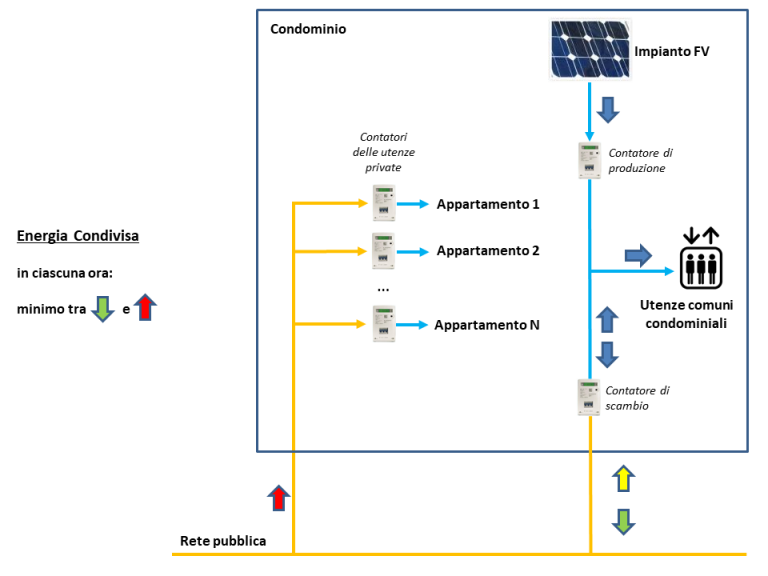 Condominio
Impianto FV
Contatori
delle utenze
private
Contatore di
produzione
Appartamento 1
Energia Condivisa
Appartamento 2
in ciascuna ora:
...
minimo tra e
Utenze comuni
condominiali
Appartamento N
Contatore di
scambio
Rete pubblica